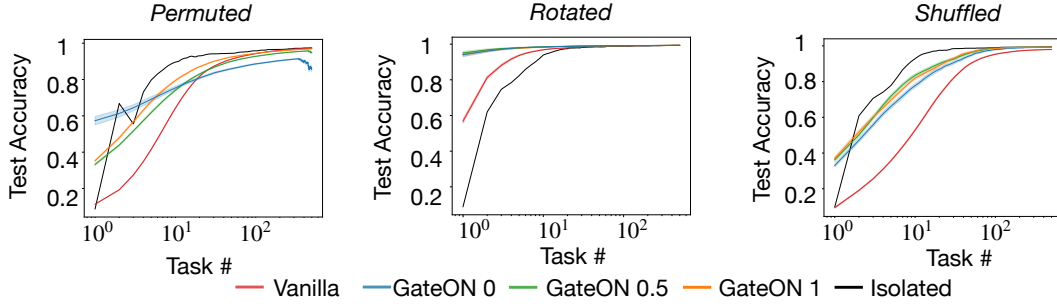 Permuted
Rotated
Shuffled
Test Accuracy
1
0.8
0.6
0.4
0.2
10^0
10^1
10^2
Task #
Test Accuracy
1
0.8
0.6
0.4
0.2
10^0
10^1
10^2
Task #
Test Accuracy
1
0.8
0.6
0.4
0.2
10^0
10^1
10^2
Task #
Vanilla GateON 0 GateON 0.5 GateON 1 Isolated